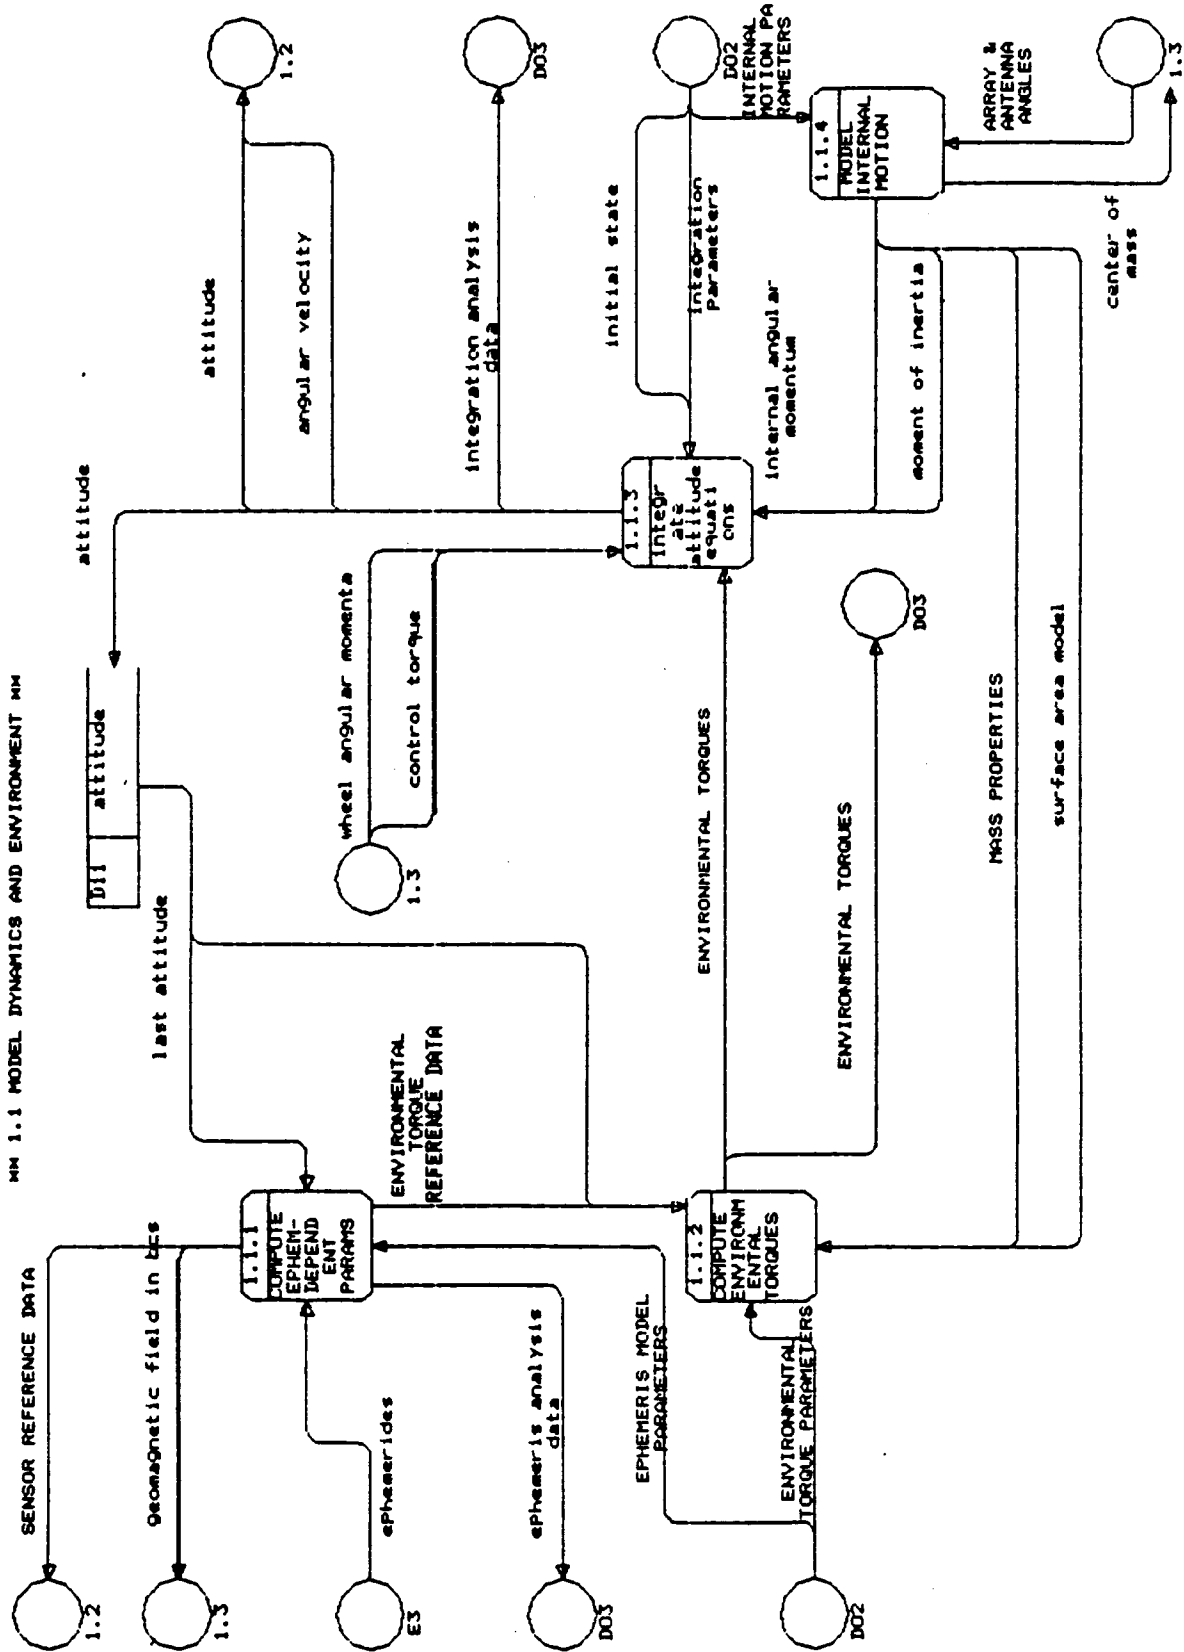 ×× 1.1 MODEL DYNAMICS AND ENVIRONMENT ××
SENSOR REFERENCE DATA
1.2
geomagnetic field in bcs
1.3
ephemerides
E3
ephemeris analysis
data
DO3
EPHEMERIS MODEL
PARAMETERS
ENVIRONMENTAL
TORQUE PARAMETERS
DO2
1.1.1
COMPUTE
EPHEM-
DEPEND
ENT
PARAMS
ENVIRONMENTAL
TORQUE
REFERENCE DATA
1.1.2
COMPUTE
ENVIRONM
ENTAL
TORQUES
last attitude
D11
attitude
attitude
wheel angular momenta
control torque
1.3
ENVIRONMENTAL TORQUES
ENVIRONMENTAL TORQUES
DO3
MASS PROPERTIES
surface area model
1.1.3
integr
ate
attitude
equati
ons
attitude
1.2
angular velocity
integration analysis
data
DO3
initial state
integration
Parameters
DO2
INTERNAL
MOTION PA
RAMETERS
internal angular
momentum
moment of inertia
1.1.4
MODEL
INTERNAL
MOTION
ARRAY &
ANTENNA
ANGLES
1.3
center of
mass